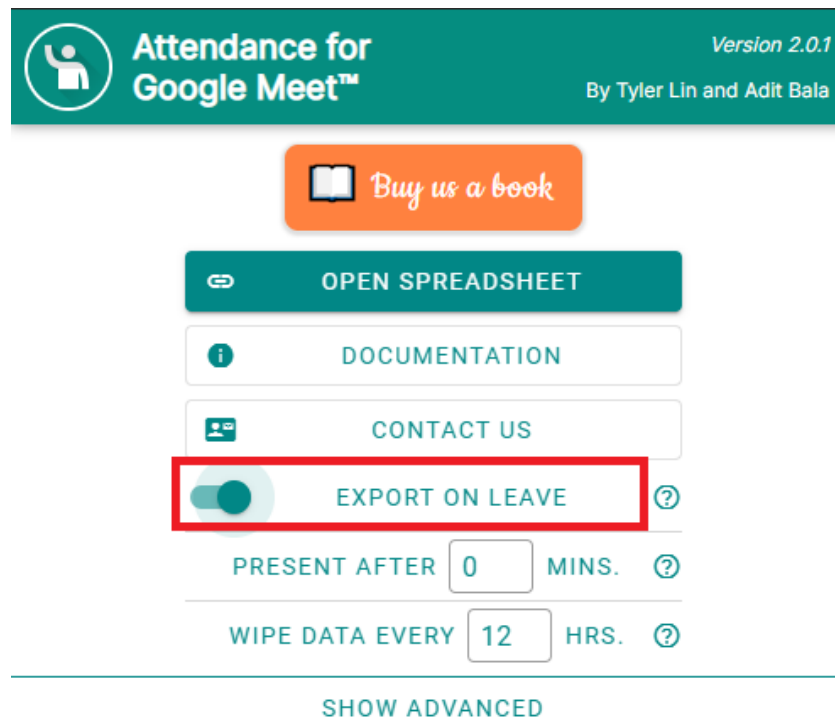 Attendance for
Google Meet™
Version 2.0.1
By Tyler Lin and Adit Bala
Buy us a book
OPEN SPREADSHEET
DOCUMENTATION
CONTACT US
EXPORT ON LEAVE
PRESENT AFTER 0 MINS.
WIPE DATA EVERY 12 HRS.
SHOW ADVANCED